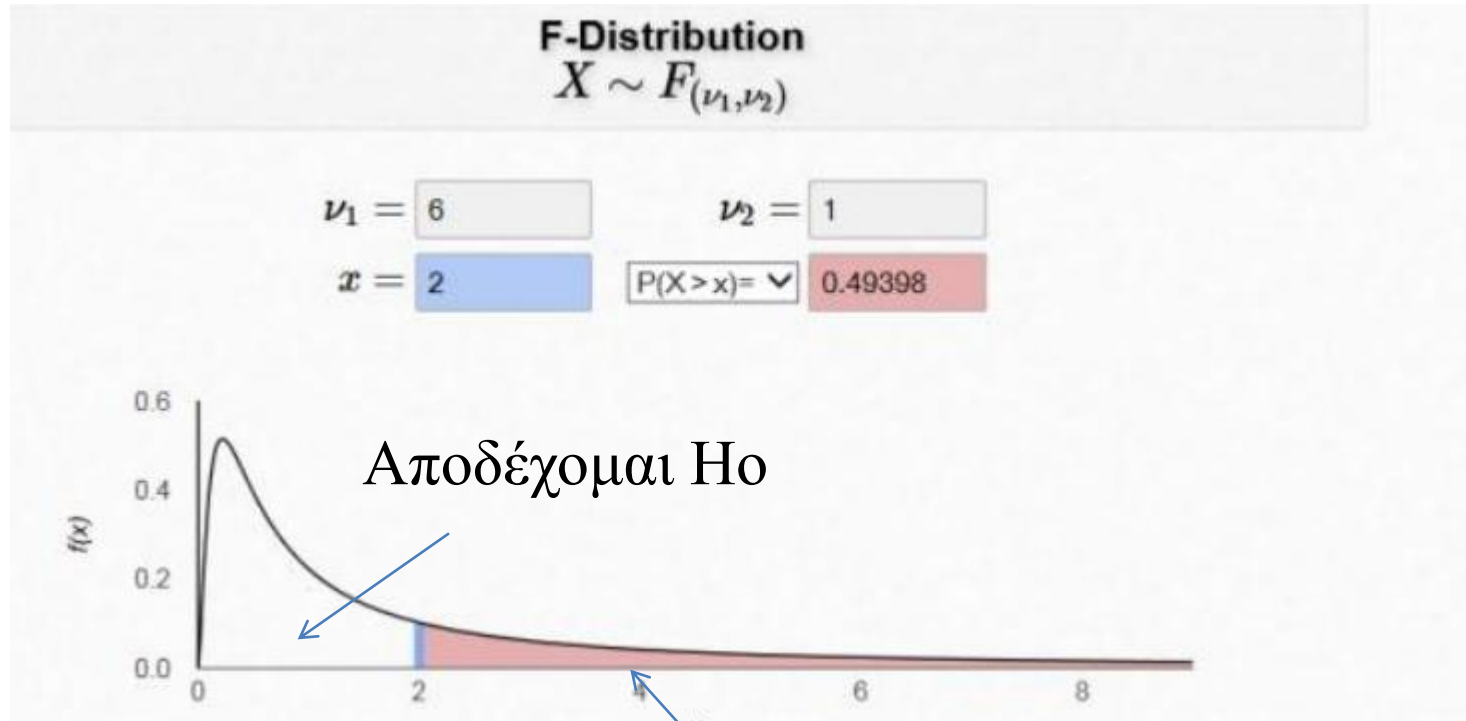 F-Distribution
X ∼ F(ν1,ν2)
ν1 = 6 ν2 = 1
x = 2 P(X > x)= 0.49398
0.6
Αποδέχομαι Ηο
0.4
f(x)
0.2
0.0
0 2 4 6 8